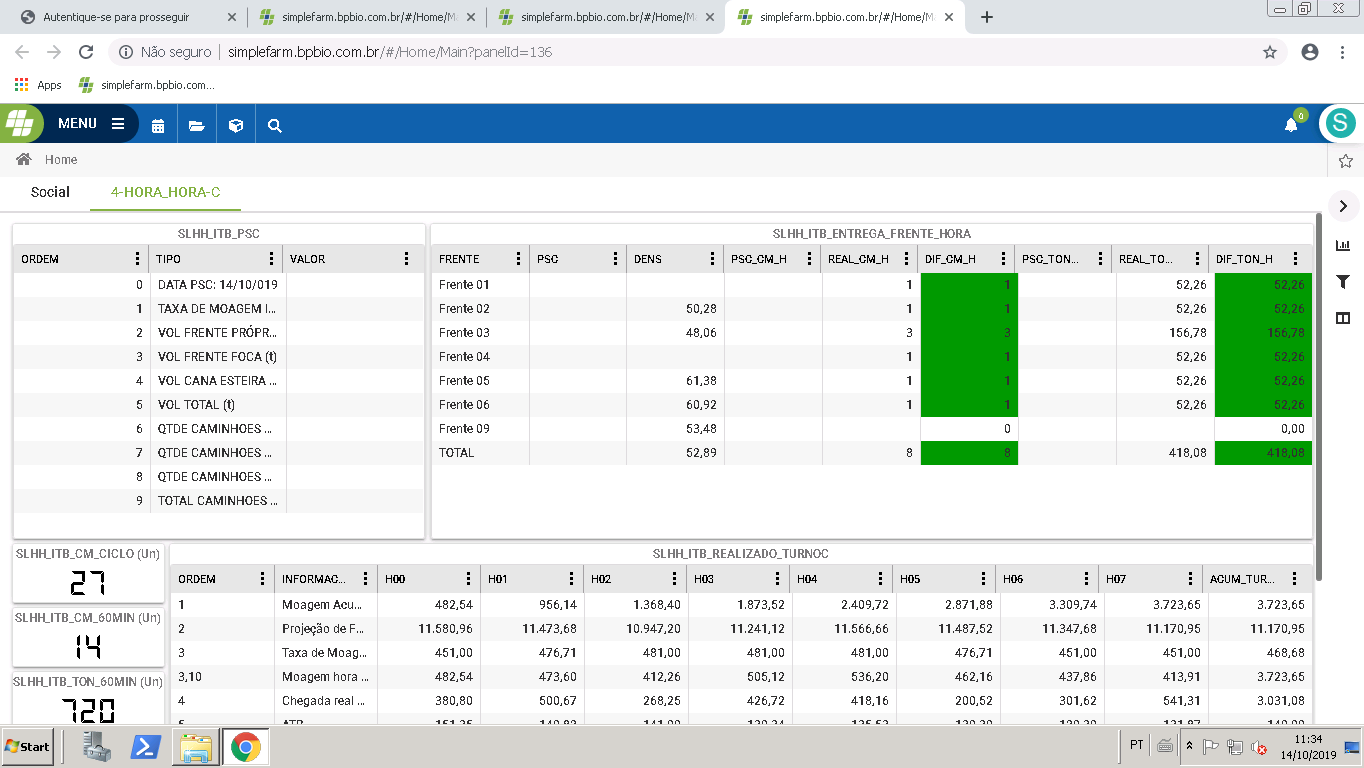 Autentique-se para prosseguir
simplefarm.bpbio.com.br/#/Home/M
simplefarm.bpbio.com.br/#/Home/M
simplefarm.bpbio.com.br/#/Home/M
Não seguro | simplefarm.bpbio.com.br/#/Home/Main?panelId=136
Apps simplefarm.bpbio.com...
MENU
0
S
Home
Social 4-HORA_HORA-C
SLHH_ITB_PSC
ORDEM TIPO VALOR
0 DATA PSC: 14/10/019
1 TAXA DE MOAGEM I...
2 VOL FRENTE PRÓPR...
3 VOL FRENTE FOCA (t)
4 VOL CANA ESTEIRA ...
5 VOL TOTAL (t)
6 QTDE CAMINHOES ...
7 QTDE CAMINHOES ...
8 QTDE CAMINHOES ...
9 TOTAL CAMINHOES ...
SLHH_ITB_ENTREGA_FRENTE_HORA
FRENTE PSC DENS PSC_CM_H REAL_CM_H DIF_CM_H PSC_TON... REAL_TO... DIF_TON_H
Frente 01 1 1 52,26 52,26
Frente 02 50,28 1 1 52,26 52,26
Frente 03 48,06 3 3 156,78 156,78
Frente 04 1 1 52,26 52,26
Frente 05 61,38 1 1 52,26 52,26
Frente 06 60,92 1 1 52,26 52,26
Frente 09 53,48 0 0,00
TOTAL 52,89 8 8 418,08 418,08
SLHH_ITB_CM_CICLO (Un)
27
SLHH_ITB_CM_60MIN (Un)
14
SLHH_ITB_TON_60MIN (Un)
720
SLHH_ITB_REALIZADO_TURNOC
ORDEM INFORMAC... H00 H01 H02 H03 H04 H05 H06 H07 ACUM_TUR...
1 Moagem Acu... 482,54 956,14 1.368,40 1.873,52 2.409,72 2.871,88 3.309,74 3.723,65 3.723,65
2 Projeção de F... 11.580,96 11.473,68 10.947,20 11.241,12 11.566,66 11.487,52 11.347,68 11.170,95 11.170,95
3 Taxa de Moag... 451,00 476,71 481,00 481,00 481,00 476,71 451,00 451,00 468,68
3,10 Moagem hora ... 482,54 473,60 412,26 505,12 536,20 462,16 437,86 413,91 3.723,65
4 Chegada real ... 380,80 500,67 268,25 426,72 418,16 200,52 301,62 541,31 3.031,08
Start
PT
11:34
14/10/2019